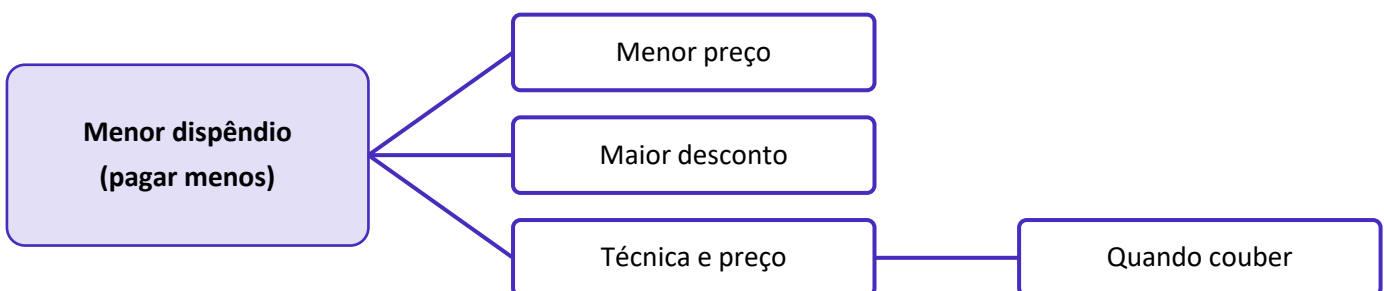 Menor dispêndio
(pagar menos)
Menor preço
Maior desconto
Técnica e preço
Quando couber